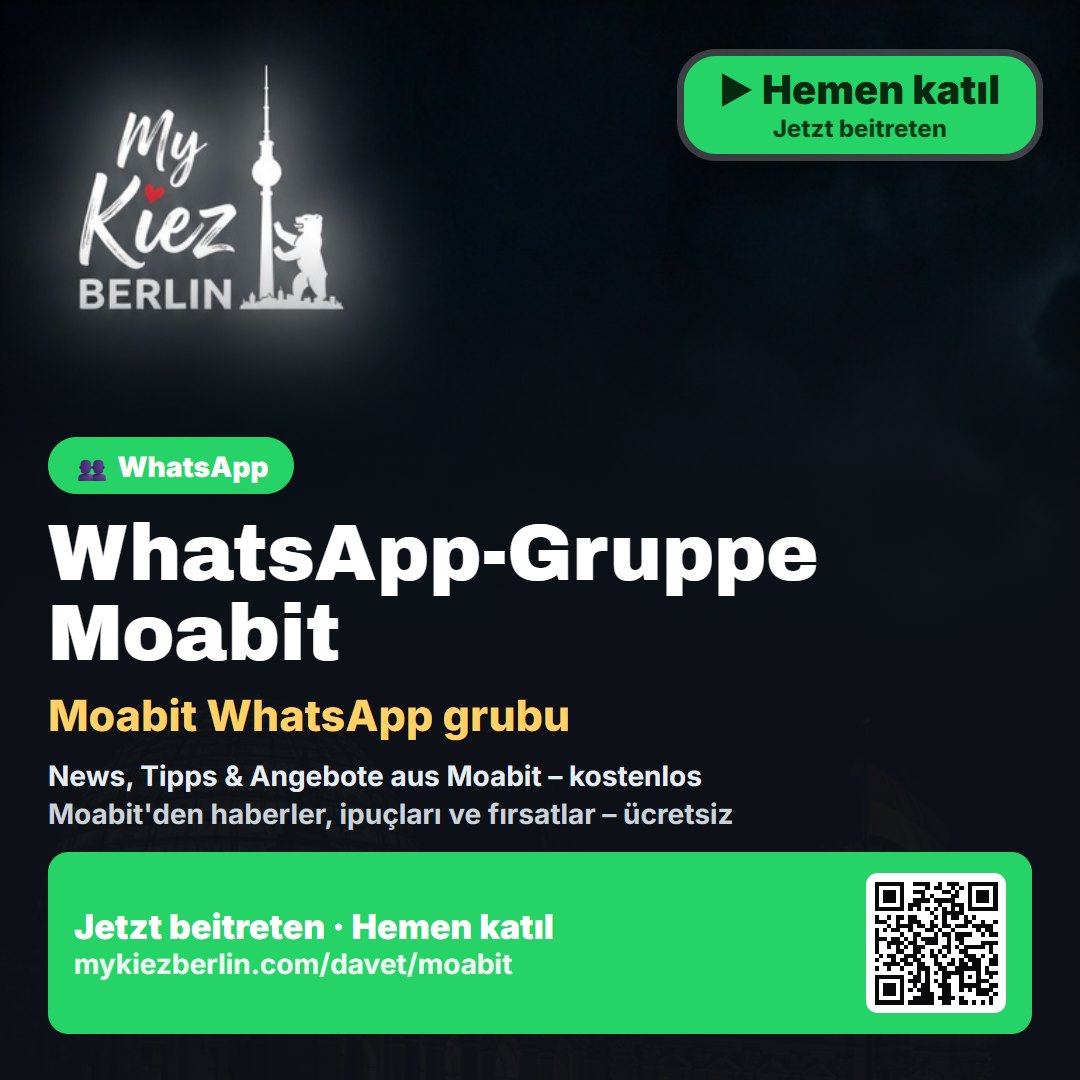 My
Kiez
BERLIN
▶ Hemen katıl
Jetzt beitreten
👥 WhatsApp
WhatsApp-Gruppe
Moabit
Moabit WhatsApp grubu
News, Tipps & Angebote aus Moabit – kostenlos
Moabit'den haberler, ipuçları ve fırsatlar – ücretsiz
Jetzt beitreten · Hemen katıl
mykiezberlin.com/davet/moabit